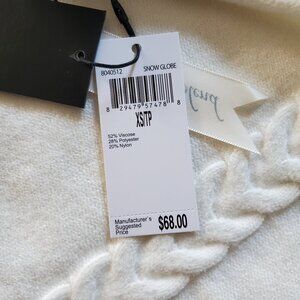 8040512 SNOW GLOBE
8 29479 57478 8
XS/TP
52% Viscose
28% Polyester
20% Nylon
Manufacturer's
Suggested
Price
$68.00
blend